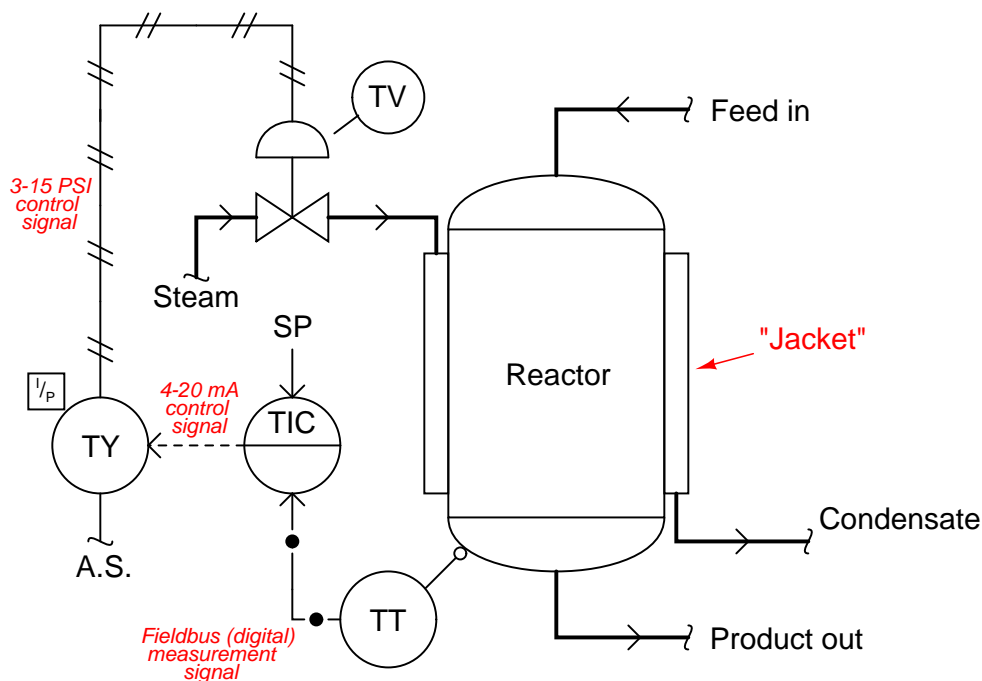 TV
Feed in
3-15 PSI
control
signal
Steam
SP
"Jacket"
Reactor
I/P
4-20 mA
control
signal
TIC
TY
Condensate
A.S.
TT
Fieldbus (digital)
measurement
signal
Product out